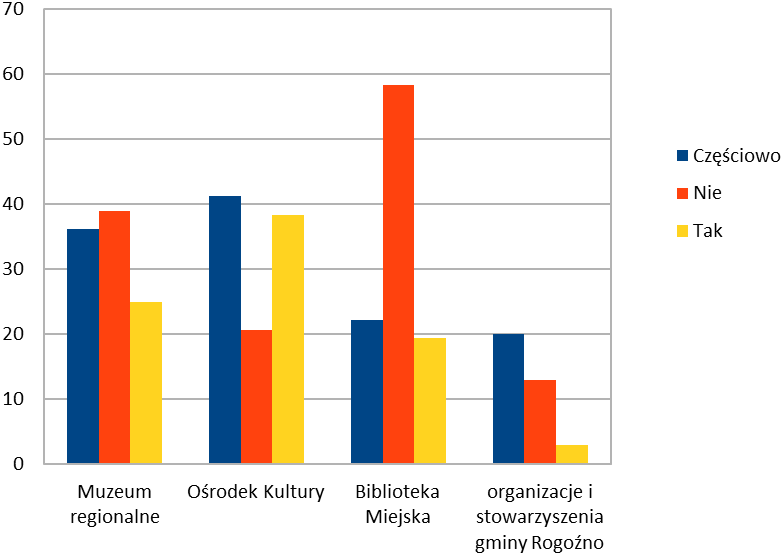 70
60
50
40
30
20
10
0
Częściowo
Nie
Tak
Muzeum
regionalne
Ośrodek Kultury
Biblioteka
Miejska
organizacje i
stowarzyszenia
gminy Rogoźno